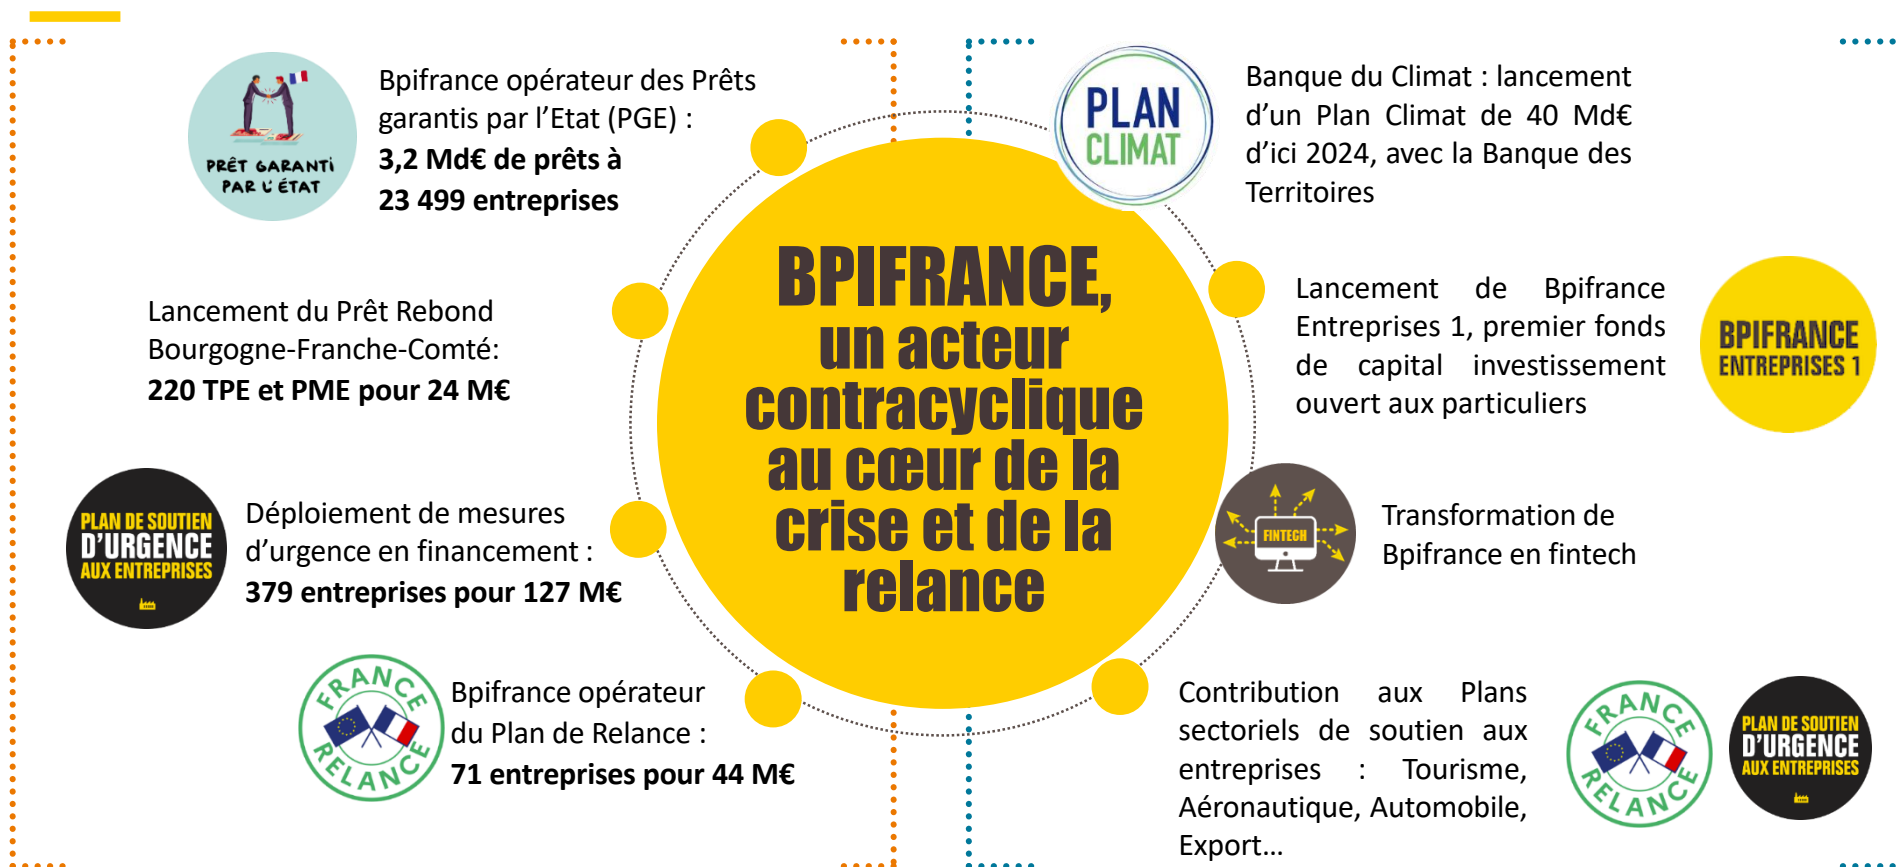 PRÊT GARANTI
PAR L'ÉTAT
Bpifrance opérateur des Prêts
garantis par l'Etat (PGE) :
3,2 Md€ de prêts à
23 499 entreprises
Lancement du Prêt Rebond
Bourgogne-Franche-Comté:
220 TPE et PME pour 24 M€
PLAN DE SOUTIEN
D'URGENCE
AUX ENTREPRISES
Déploiement de mesures
d'urgence en financement :
379 entreprises pour 127 M€
FRANCE
RELANCE
Bpifrance opérateur
du Plan de Relance :
71 entreprises pour 44 M€
BPIFRANCE,
un acteur
contracyclique
au cœur de la
crise et de la
relance
PLAN
CLIMAT
Banque du Climat : lancement
d'un Plan Climat de 40 Md€
d'ici 2024, avec la Banque des
Territoires
Lancement de Bpifrance
Entreprises 1, premier fonds
de capital investissement
ouvert aux particuliers
BPIFRANCE
ENTREPRISES 1
FINTECH
Transformation de
Bpifrance en fintech
Contribution aux Plans
sectoriels de soutien aux
entreprises : Tourisme,
Aéronautique, Automobile,
Export…
FRANCE
RELANCE
PLAN DE SOUTIEN
D'URGENCE
AUX ENTREPRISES